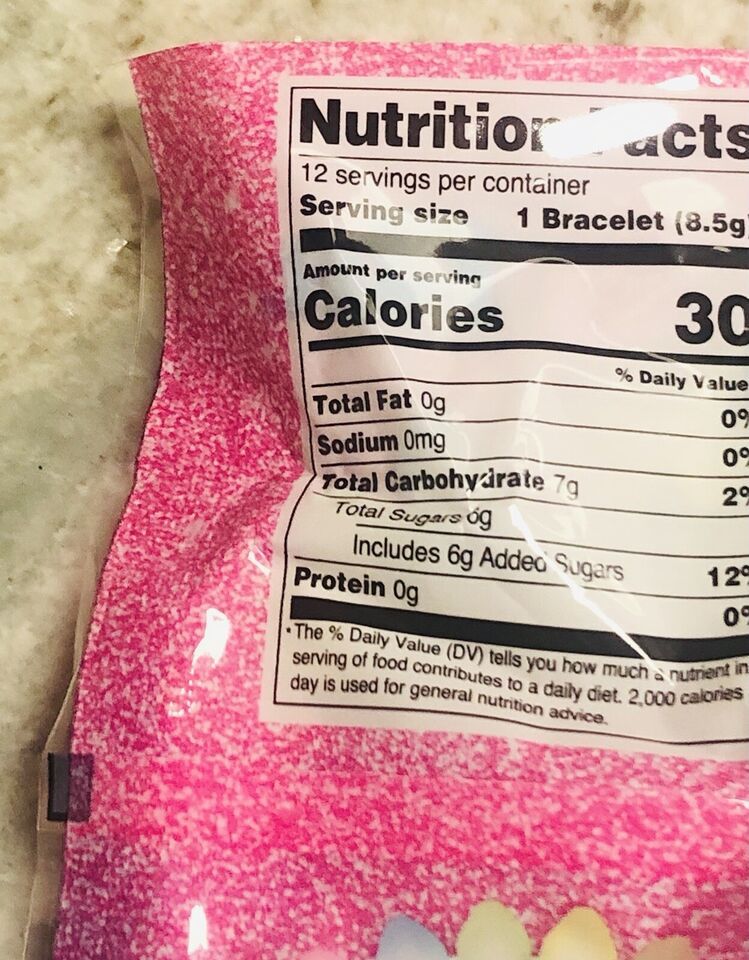 Nutrition Facts
12 servings per container
Serving size 1 Bracelet (8.5g)
Amount per serving
Calories 30
% Daily Value
Total Fat 0g 0%
Sodium 0mg 0%
Total Carbohydrate 7g 2%
Total Sugars 6g
Includes 6g Added Sugars 12%
Protein 0g 0%
*The % Daily Value (DV) tells you how much a nutrient in
serving of food contributes to a daily diet. 2,000 calories
day is used for general nutrition advice.